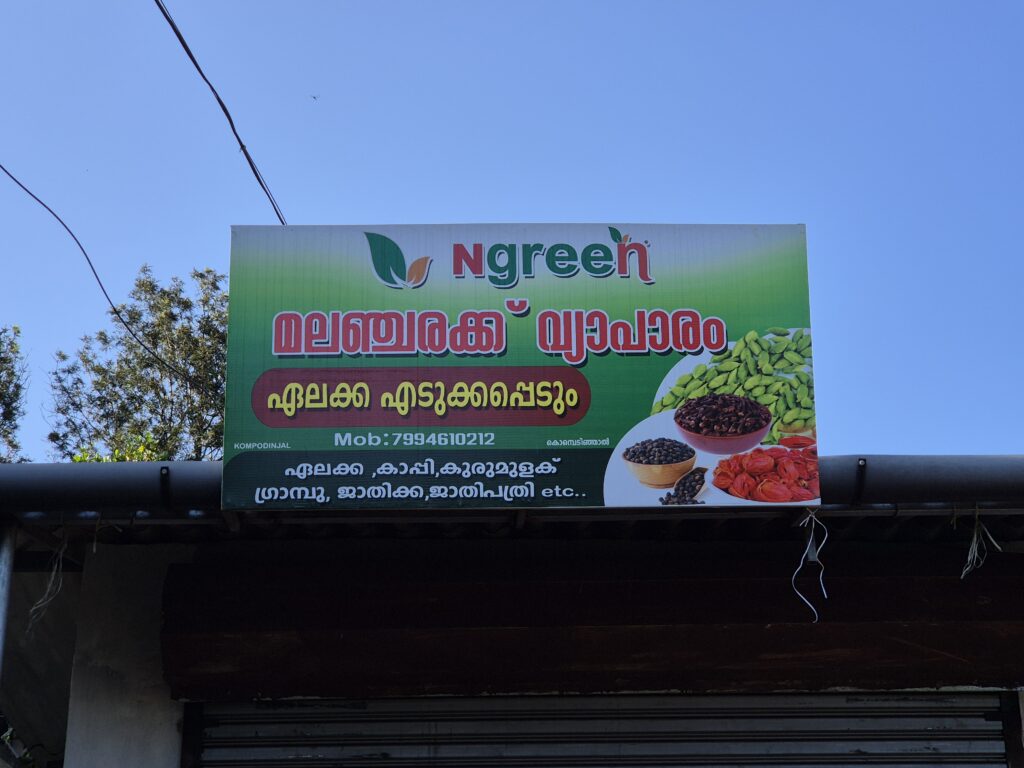 Ngreen
മലഞ്ചരക്ക് വ്യാപാരം
ഏലക്ക എടുക്കപ്പെടും
KOMPODINJAL Mob:7994610212 കൊമ്പൊടിഞ്ഞാൽ
ഏലക്ക ,കാപ്പി,കുരുമുളക്
ഗ്രാമ്പു, ജാതിക്ക,ജാതിപത്രി etc..